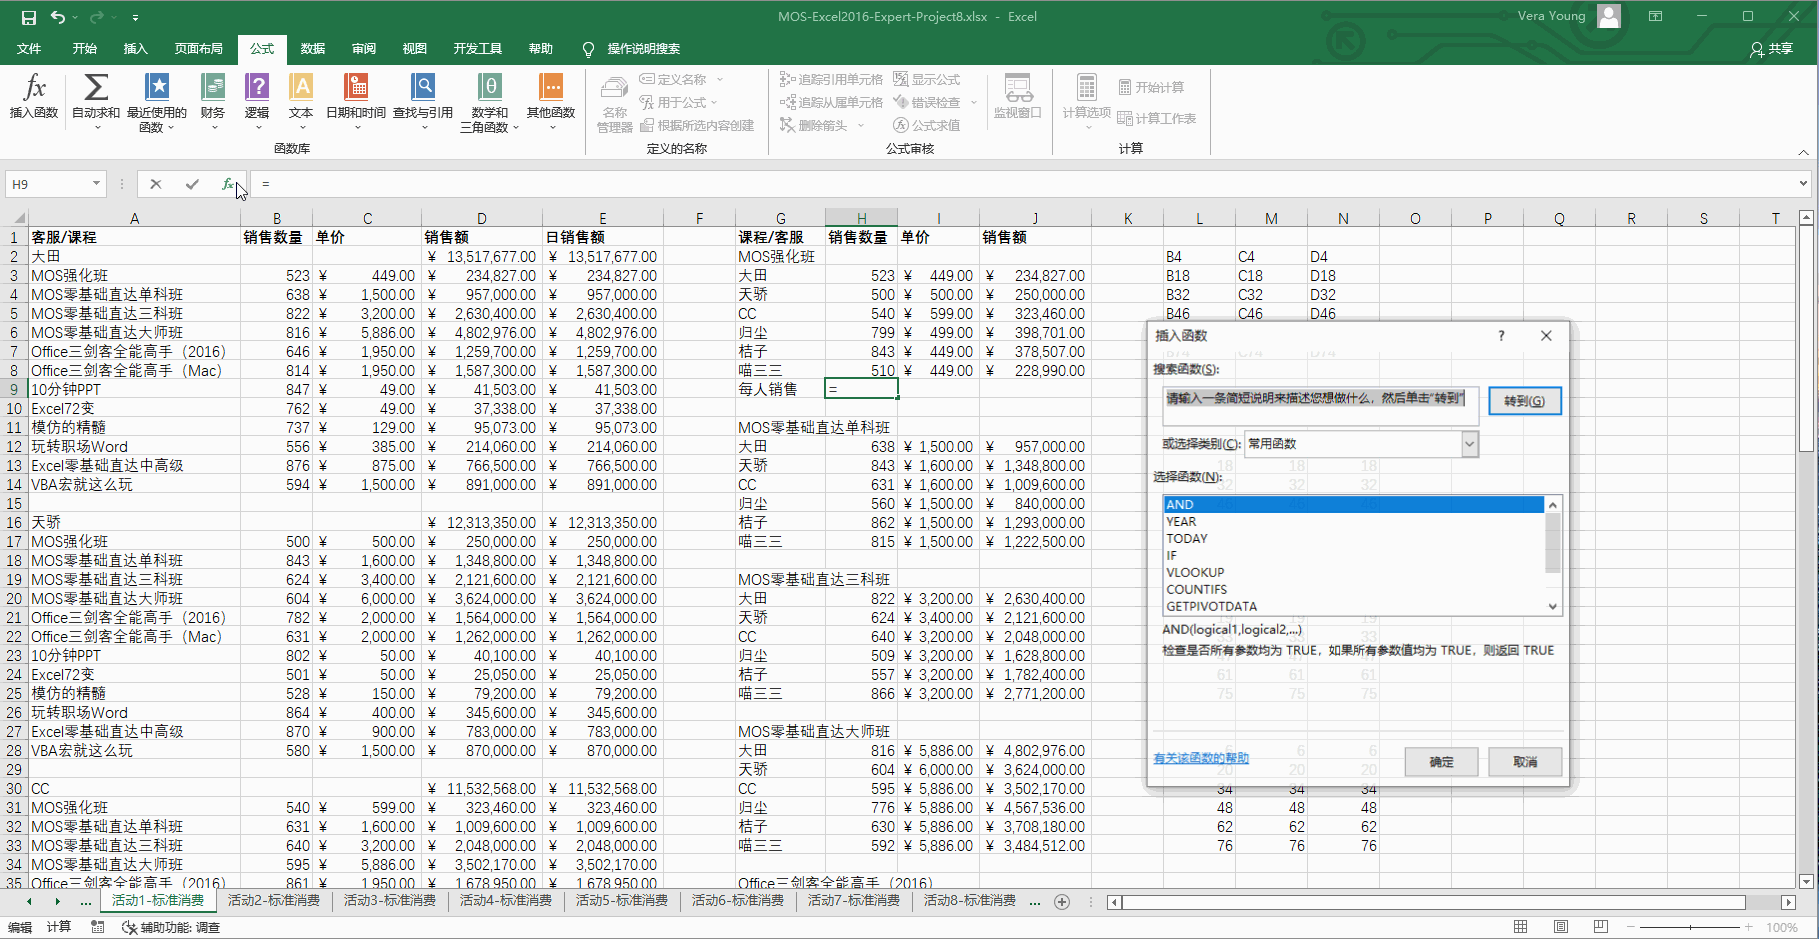 MOS-Excel2016-Expert-Project8.xlsx - Excel
Vera Young
文件 开始 插入 页面布局 公式 数据 审阅 视图 开发工具 帮助 操作说明搜索 共享
fx 插入函数
Σ 自动求和
最近使用的函数
财务
逻辑
文本
日期和时间
查找与引用
数学和三角函数
其他函数
函数库
名称管理器
定义名称
用于公式
根据所选内容创建
定义的名称
追踪引用单元格
追踪从属单元格
删除箭头
显示公式
错误检查
公式求值
公式审核
监视窗口
计算选项
开始计算
计算工作表
计算
H9 fx =
A B C D E F G H I J K L M N O P Q R S T
1 客服/课程 销售数量 单价 销售额 日销售额 课程/客服 销售数量 单价 销售额
2 大田 ¥ 13,517,677.00 ¥ 13,517,677.00 MOS强化班 B4 C4 D4
3 MOS强化班 523 ¥ 449.00 ¥ 234,827.00 ¥ 234,827.00 大田 523 ¥ 449.00 ¥ 234,827.00 B18 C18 D18
4 MOS零基础直达单科班 638 ¥ 1,500.00 ¥ 957,000.00 ¥ 957,000.00 天骄 500 ¥ 500.00 ¥ 250,000.00 B32 C32 D32
5 MOS零基础直达三科班 822 ¥ 3,200.00 ¥ 2,630,400.00 ¥ 2,630,400.00 CC 540 ¥ 599.00 ¥ 323,460.00 B46 C46 D46
6 MOS零基础直达大师班 816 ¥ 5,886.00 ¥ 4,802,976.00 ¥ 4,802,976.00 归尘 799 ¥ 499.00 ¥ 398,701.00
7 Office三剑客全能高手（2016） 646 ¥ 1,950.00 ¥ 1,259,700.00 ¥ 1,259,700.00 桔子 843 ¥ 449.00 ¥ 378,507.00 B74 C74 D74
8 Office三剑客全能高手（Mac） 814 ¥ 1,950.00 ¥ 1,587,300.00 ¥ 1,587,300.00 喵三三 510 ¥ 449.00 ¥ 228,990.00
9 10分钟PPT 847 ¥ 49.00 ¥ 41,503.00 ¥ 41,503.00 每人销售 =
10 Excel72变 762 ¥ 49.00 ¥ 37,338.00 ¥ 37,338.00
11 模仿的精髓 737 ¥ 129.00 ¥ 95,073.00 ¥ 95,073.00 MOS零基础直达单科班
12 玩转职场Word 556 ¥ 385.00 ¥ 214,060.00 ¥ 214,060.00 大田 638 ¥ 1,500.00 ¥ 957,000.00
13 Excel零基础直达中高级 876 ¥ 875.00 ¥ 766,500.00 ¥ 766,500.00 天骄 843 ¥ 1,600.00 ¥ 1,348,800.00 18 18 18
14 VBA宏就这么玩 594 ¥ 1,500.00 ¥ 891,000.00 ¥ 891,000.00 CC 631 ¥ 1,600.00 ¥ 1,009,600.00 32 32 32
15 归尘 560 ¥ 1,500.00 ¥ 840,000.00
16 天骄 ¥ 12,313,350.00 ¥ 12,313,350.00 桔子 862 ¥ 1,500.00 ¥ 1,293,000.00
17 MOS强化班 500 ¥ 500.00 ¥ 250,000.00 ¥ 250,000.00 喵三三 815 ¥ 1,500.00 ¥ 1,222,500.00
18 MOS零基础直达单科班 843 ¥ 1,600.00 ¥ 1,348,800.00 ¥ 1,348,800.00
19 MOS零基础直达三科班 624 ¥ 3,400.00 ¥ 2,121,600.00 ¥ 2,121,600.00 MOS零基础直达三科班
20 MOS零基础直达大师班 604 ¥ 6,000.00 ¥ 3,624,000.00 ¥ 3,624,000.00 大田 822 ¥ 3,200.00 ¥ 2,630,400.00
21 Office三剑客全能高手（2016） 782 ¥ 2,000.00 ¥ 1,564,000.00 ¥ 1,564,000.00 天骄 624 ¥ 3,400.00 ¥ 2,121,600.00 19 19 19
22 Office三剑客全能高手（Mac） 631 ¥ 2,000.00 ¥ 1,262,000.00 ¥ 1,262,000.00 CC 640 ¥ 3,200.00 ¥ 2,048,000.00 33 33 33
23 10分钟PPT 802 ¥ 50.00 ¥ 40,100.00 ¥ 40,100.00 归尘 509 ¥ 3,200.00 ¥ 1,628,800.00
24 Excel72变 501 ¥ 50.00 ¥ 25,050.00 ¥ 25,050.00 桔子 557 ¥ 3,200.00 ¥ 1,782,400.00 61 61 61
25 模仿的精髓 528 ¥ 150.00 ¥ 79,200.00 ¥ 79,200.00 喵三三 866 ¥ 3,200.00 ¥ 2,771,200.00 75 75 75
26 玩转职场Word 864 ¥ 400.00 ¥ 345,600.00 ¥ 345,600.00
27 Excel零基础直达中高级 870 ¥ 900.00 ¥ 783,000.00 ¥ 783,000.00 MOS零基础直达大师班
28 VBA宏就这么玩 580 ¥ 1,500.00 ¥ 870,000.00 ¥ 870,000.00 大田 816 ¥ 5,886.00 ¥ 4,802,976.00 6 6 6
29 天骄 604 ¥ 6,000.00 ¥ 3,624,000.00 20 20 20
30 CC ¥ 11,532,568.00 ¥ 11,532,568.00 CC 595 ¥ 5,886.00 ¥ 3,502,170.00 34 34 34
31 MOS强化班 540 ¥ 599.00 ¥ 323,460.00 ¥ 323,460.00 归尘 776 ¥ 5,886.00 ¥ 4,567,536.00 48 48 48
32 MOS零基础直达单科班 631 ¥ 1,600.00 ¥ 1,009,600.00 ¥ 1,009,600.00 桔子 630 ¥ 5,886.00 ¥ 3,708,180.00 62 62 62
33 MOS零基础直达三科班 640 ¥ 3,200.00 ¥ 2,048,000.00 ¥ 2,048,000.00 喵三三 592 ¥ 5,886.00 ¥ 3,484,512.00 76 76 76
34 MOS零基础直达大师班 595 ¥ 5,886.00 ¥ 3,502,170.00 ¥ 3,502,170.00
35 Office三剑客全能高手（2016） 861 ¥ 1,950.00 ¥ 1,678,950.00 ¥ 1,678,950.00 Office三剑客全能高手（2016）
插入函数 ?
搜索函数(S):
请输入一条简短说明来描述您想做什么，然后单击“转到”
转到(G)
或选择类别(C): 常用函数
选择函数(N):
AND
YEAR
TODAY
IF
VLOOKUP
COUNTIFS
GETPIVOTDATA
AND(logical1,logical2,...)
检查是否所有参数均为 TRUE，如果所有参数值均为 TRUE，则返回 TRUE
有关该函数的帮助
确定 取消
... 活动1-标准消费 活动2-标准消费 活动3-标准消费 活动4-标准消费 活动5-标准消费 活动6-标准消费 活动7-标准消费 活动8-标准消费 ...
编辑 计算 辅助功能: 调查 100%